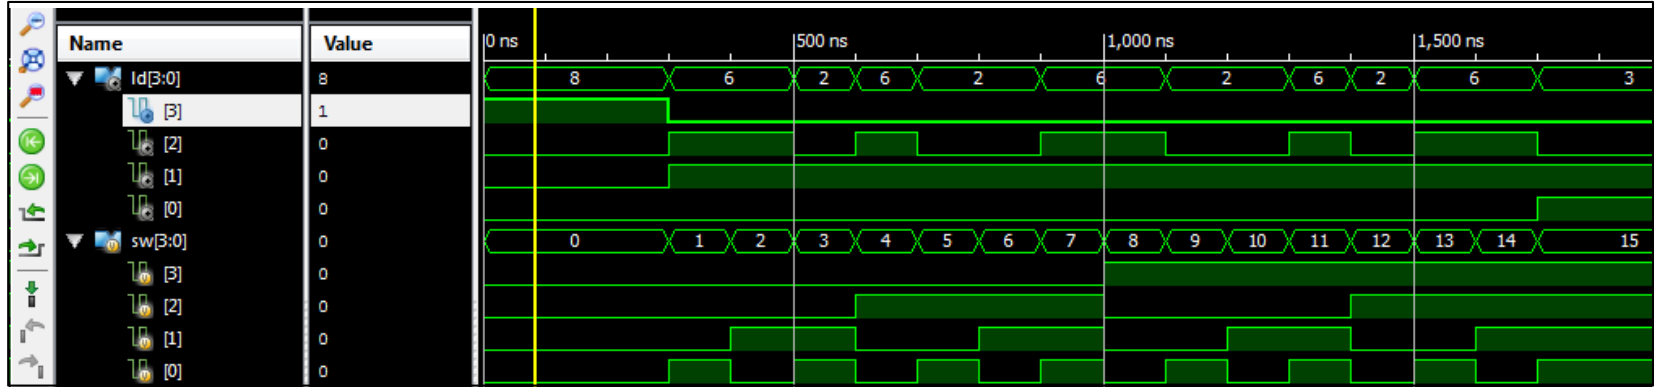 Name Value 0 ns 500 ns 1,000 ns 1,500 ns
ld[3:0] 8 8 6 2 6 2 6 2 6 2 6 3
[3] 1
[2] 0
[1] 0
[0] 0
sw[3:0] 0 0 1 2 3 4 5 6 7 8 9 10 11 12 13 14 15
[3] 0
[2] 0
[1] 0
[0] 0